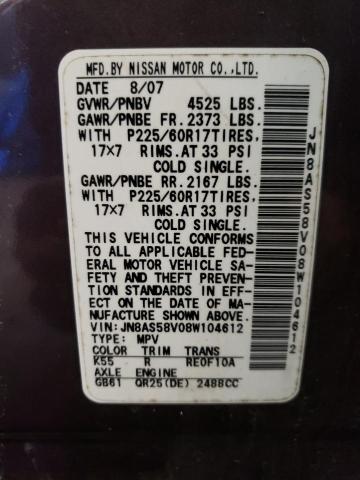 MFD.BY NISSAN MOTOR CO.,LTD.
DATE 8/07
GVWR/PNBV 4525 LBS.
GAWR/PNBE FR. 2373 LBS.
WITH P225/60R17TIRES,
17x7 RIMS.AT 33 PSI
COLD SINGLE.
GAWR/PNBE RR. 2167 LBS.
WITH P225/60R17TIRES,
17x7 RIMS.AT 33 PSI
COLD SINGLE.
THIS VEHICLE CONFORMS
TO ALL APPLICABLE FED-
ERAL MOTOR VEHICLE SA-
FETY AND THEFT PREVEN-
TION STANDARDS IN EFF-
ECT ON THE DATE OF MA-
NUFACTURE SHOWN ABOVE.
VIN: JN8AS58V08W104612
TYPE: MPV
COLOR TRIM TRANS
K55 R RE0F10A
AXLE ENGINE
GB61 QR25(DE) 2488CC
JN8AS58V08W104612